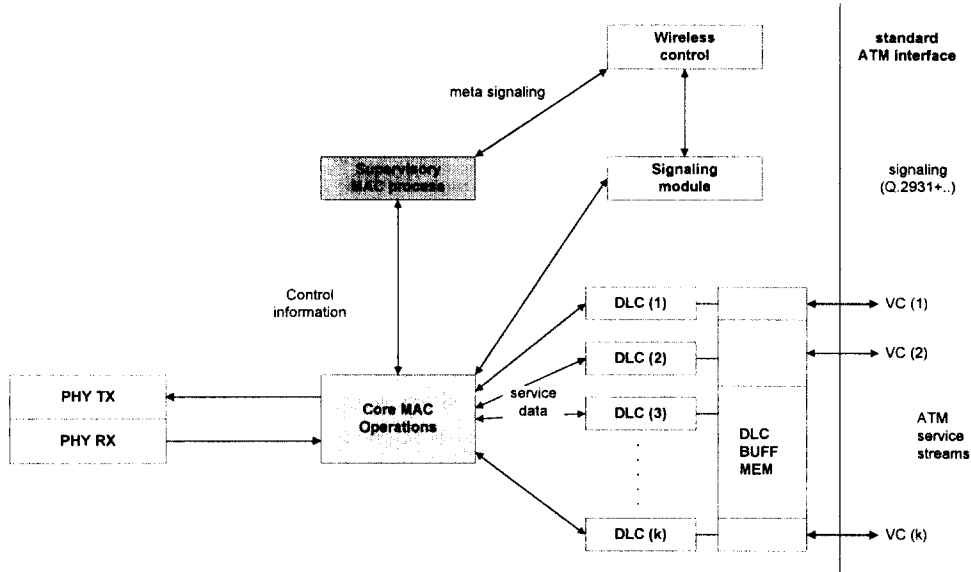 Wireless
control
standard
ATM interface
meta signaling
Supervisory
MAC process
Signaling
module
signaling
(Q.2931+..)
Control
information
DLC (1)
VC (1)
DLC (2)
VC (2)
PHY TX
PHY RX
Core MAC
Operations
service
data
DLC (3)
DLC
BUFF
MEM
ATM
service
streams
DLC (k)
VC (k)